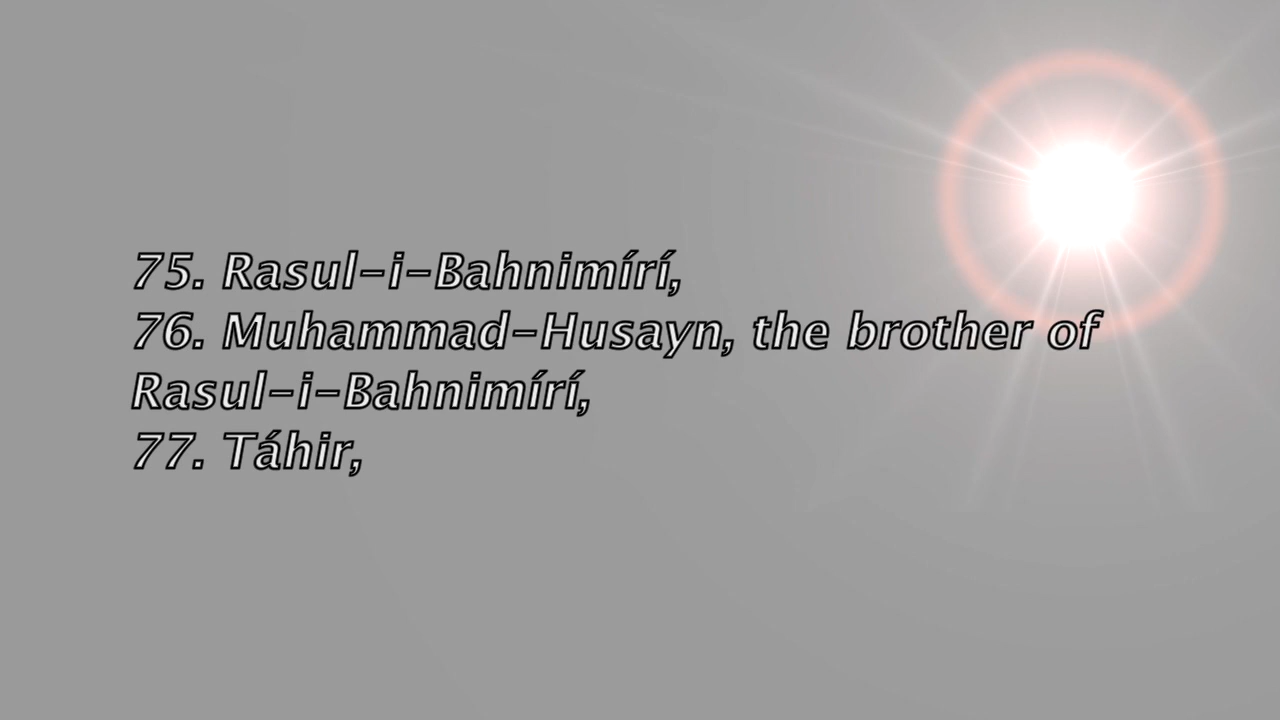 75. Rasul-i-Bahnimírí,
76. Muhammad-Husayn, the brother of
Rasul-i-Bahnimírí,
77. Táhir,